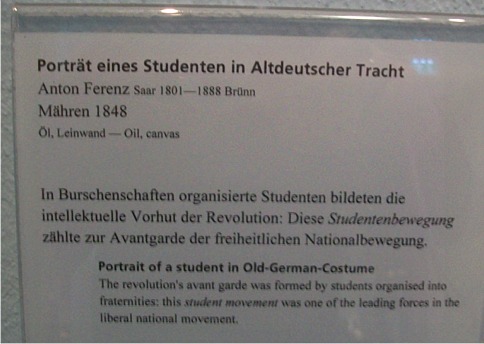 Porträt eines Studenten in Altdeutscher Tracht
Anton Ferenz Saar 1801—1888 Brünn
Mähren 1848
Öl, Leinwand — Oil, canvas
In Burschenschaften organisierte Studenten bildeten die
intellektuelle Vorhut der Revolution: Diese Studentenbewegung
zählte zur Avantgarde der freiheitlichen Nationalbewegung.
Portrait of a student in Old-German-Costume
The revolution's avant garde was formed by students organised into
fraternities: this student movement was one of the leading forces in the
liberal national movement.